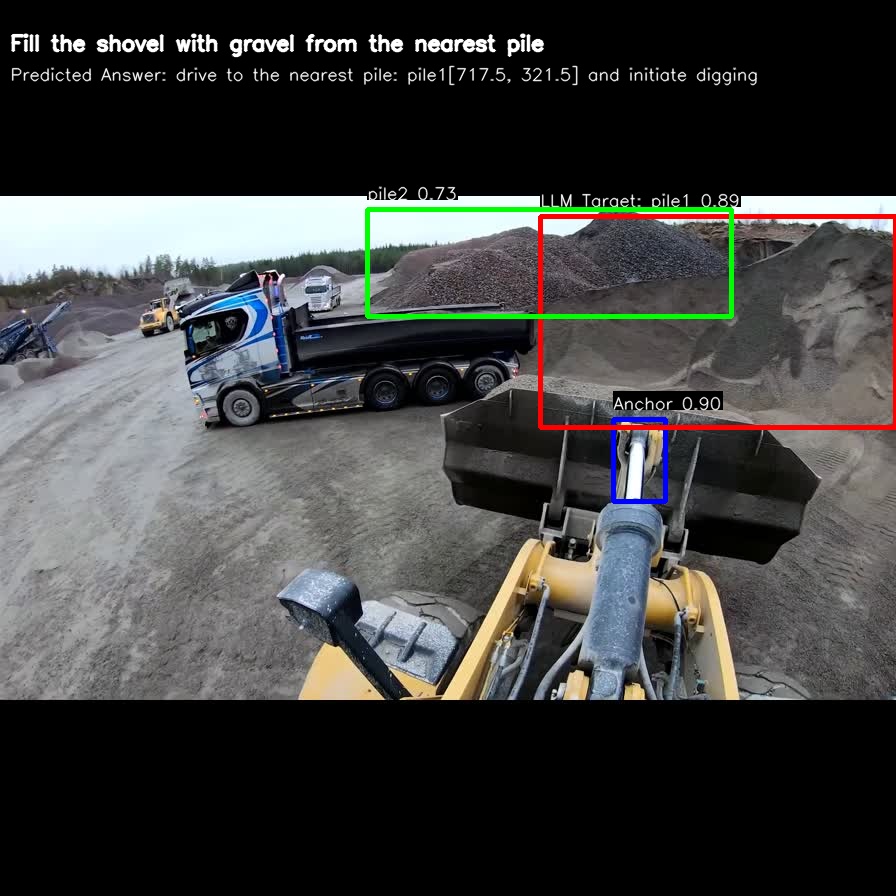 Fill the shovel with gravel from the nearest pile
Predicted Answer: drive to the nearest pile: pile1[717.5, 321.5] and initiate digging
pile2 0.73
LLM Target: pile1 0.89
Anchor 0.90